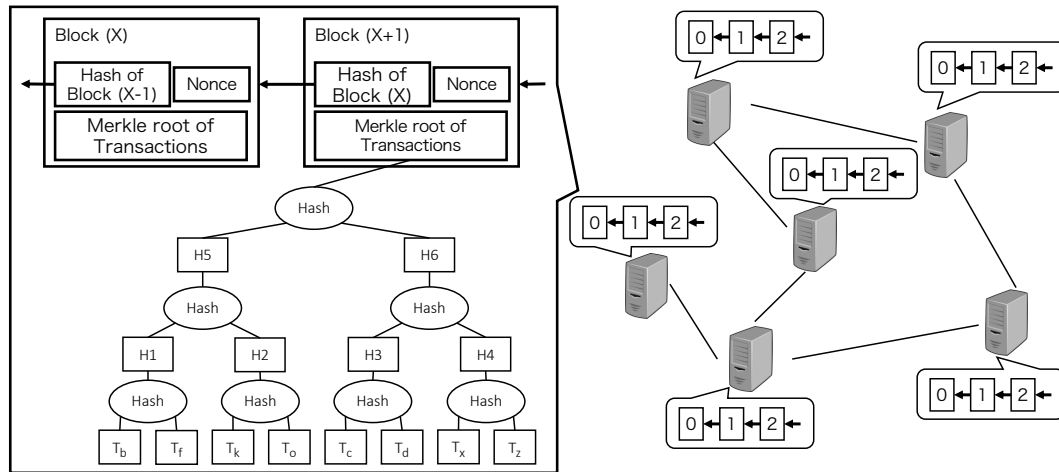 Block (X)
Hash of
Block (X-1)
Nonce
Merkle root of
Transactions
Block (X+1)
Hash of
Block (X)
Nonce
Merkle root of
Transactions
Hash
H5
H6
Hash
Hash
H1
H2
H3
H4
Hash
Hash
Hash
Hash
Tb
Tf
Tk
To
Tc
Td
Tx
Tz
0 1 2
0 1 2
0 1 2
0 1 2
0 1 2
0 1 2